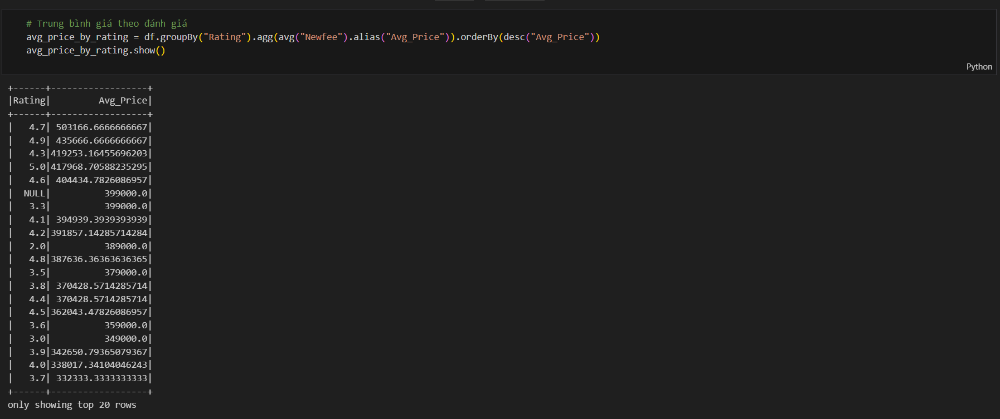 # Trung bình giá theo đánh giá
avg_price_by_rating = df.groupBy("Rating").agg(avg("Newfee").alias("Avg_Price")).orderBy(desc("Avg_Price"))
avg_price_by_rating.show()
Python
+------+------------------+
|Rating|         Avg_Price|
+------+------------------+
|   4.7| 503166.6666666667|
|   4.9| 435666.6666666667|
|   4.3|419253.16455696203|
|   5.0|417968.70588235295|
|   4.6| 404434.7826086957|
|  NULL|          399000.0|
|   3.3|          399000.0|
|   4.1| 394939.3939393939|
|   4.2|391857.14285714284|
|   2.0|          389000.0|
|   4.8|387636.36363636365|
|   3.5|          379000.0|
|   3.8| 370428.5714285714|
|   4.4| 370428.5714285714|
|   4.5|362043.47826086957|
|   3.6|          359000.0|
|   3.0|          349000.0|
|   3.9|342650.79365079367|
|   4.0|338017.34104046243|
|   3.7| 332333.3333333333|
+------+------------------+
only showing top 20 rows